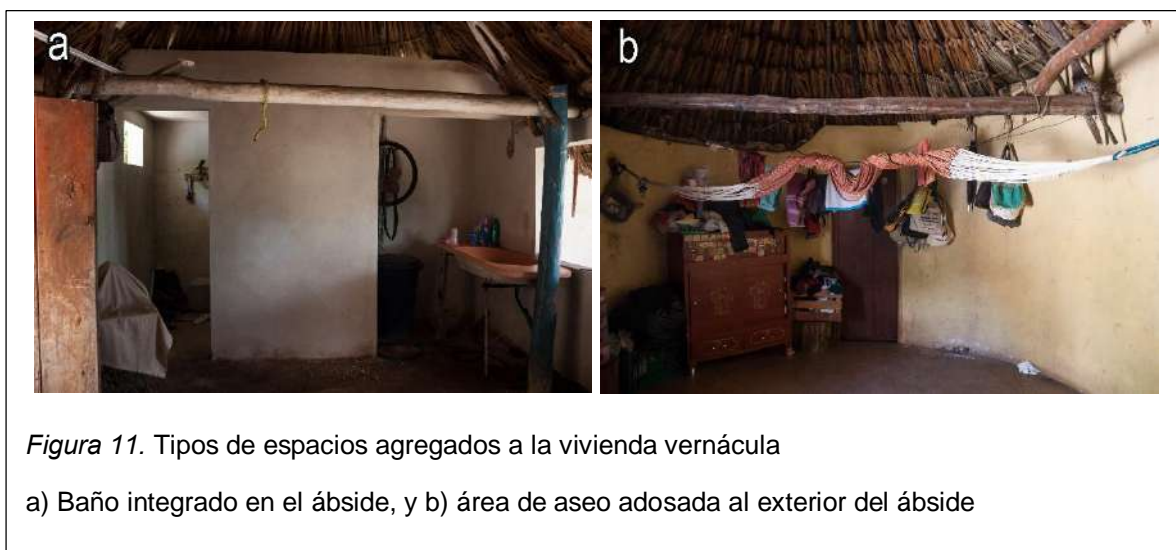 a b
Figura 11. Tipos de espacios agregados a la vivienda vernácula
a) Baño integrado en el ábside, y b) área de aseo adosada al exterior del ábside